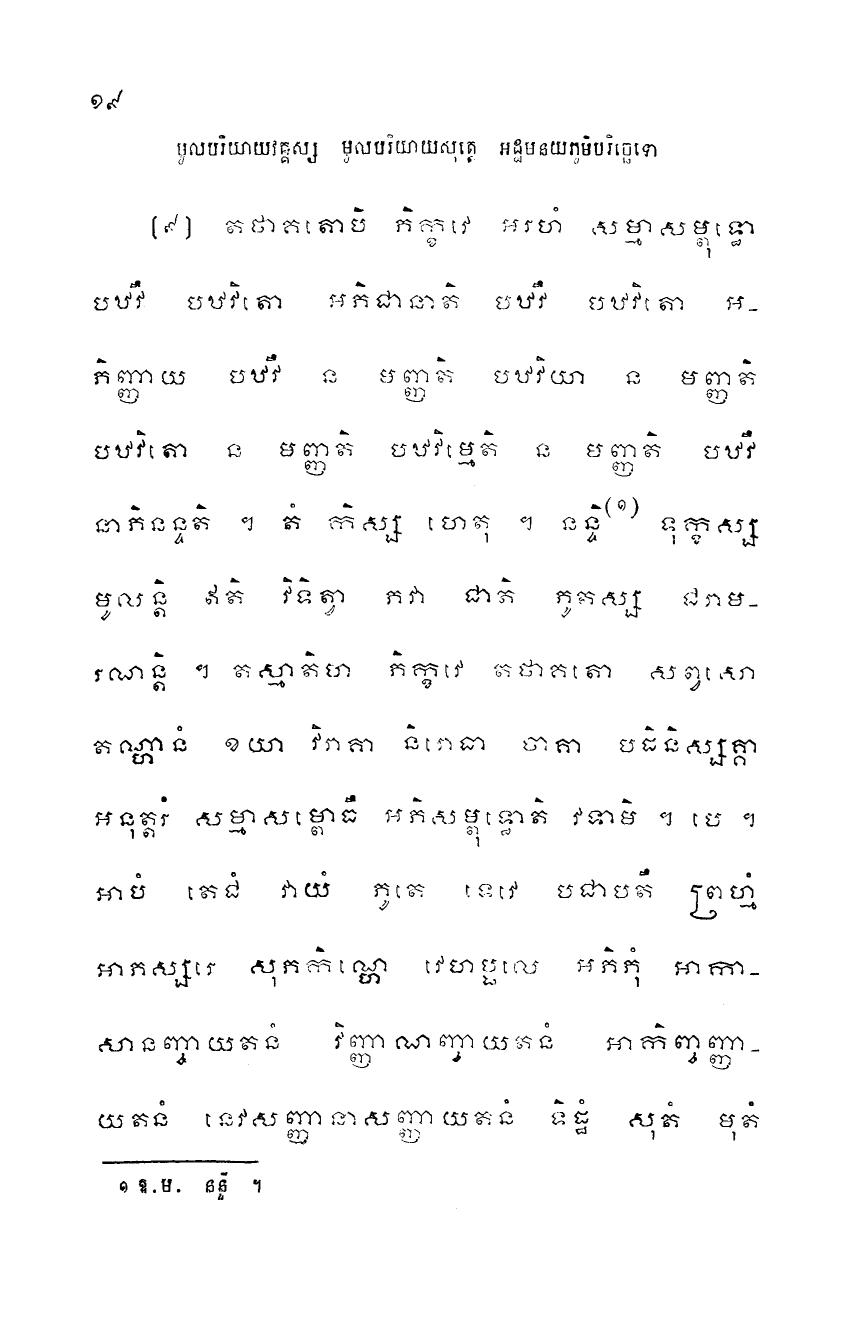 ១៩
មូលបរិយាយវគ្គស្ស មូលបរិយាយសុត្តេ អដ្ឋមនយភូមិបរិច្ឆេទោ
(៩) តថាគតោបិ ភិក្ខវេ អរហំ សម្មាសម្ពុទ្ធោ
បឋវឹ បឋវិតោ អភិជានាតិ បឋវឹ បឋវិតោ អ-
ភិញ្ញាយ បឋវឹ ន មញ្ញតិ បឋវិយា ន មញ្ញតិ
បឋវិតោ ន មញ្ញតិ បឋវិម្មេតិ ន មញ្ញតិ បឋវឹ
នាភិនន្ទតិ ។ តំ កិស្ស ហេតុ ។ នន្ទិ(១) ទុក្ខស្ស
មូលន្តិ ឥតិ វិទិត្វា ភវា ជាតិ ភូតស្ស ជរាម-
រណន្តិ ។ តស្មាតិហ ភិក្ខវេ តថាគតោ សព្វសោ
តណ្ហានំ ខយា វិរាគា និរោធា ចាគា បដិនិស្សគ្គា
អនុត្តរំ សម្មាសម្ពោធឹ អភិសម្ពុទ្ធោតិ វទាមិ ។ បេ ។
អាបំ តេជំ វាយំ ភូតេ ទេវេ បជាបតឹ ព្រហ្មំ
អាភស្សរេ សុភកិណ្ហេ វេហប្ផលេ អភិភុំ អាកា-
សានញ្ចាយតនំ វិញ្ញាណញ្ចាយតនំ អាកិញ្ចញ្ញា-
យតនំ នេវសញ្ញានាសញ្ញាយតនំ ទិដ្ឋំ សុតំ មុតំ
១ ឱ.ម. នន្ទី ។